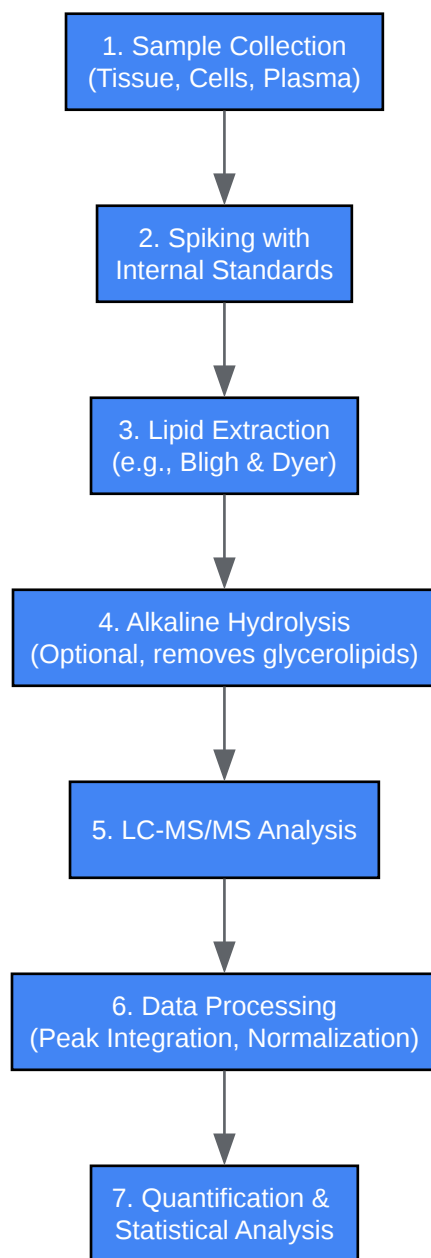 1. Sample Collection
(Tissue, Cells, Plasma)
2. Spiking with
Internal Standards
3. Lipid Extraction
(e.g., Bligh & Dyer)
4. Alkaline Hydrolysis
(Optional, removes glycerolipids)
5. LC-MS/MS Analysis
6. Data Processing
(Peak Integration, Normalization)
7. Quantification &
Statistical Analysis